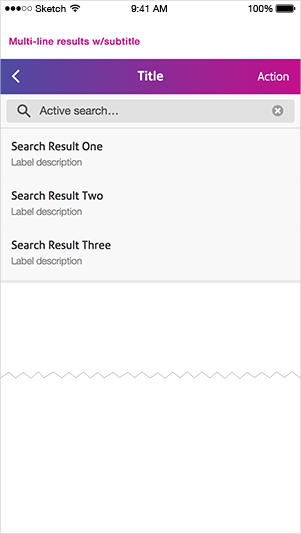 Sketch 9:41 AM 100%
Multi-line results w/subtitle
Title Action
Active search...
Search Result One
Label description
Search Result Two
Label description
Search Result Three
Label description